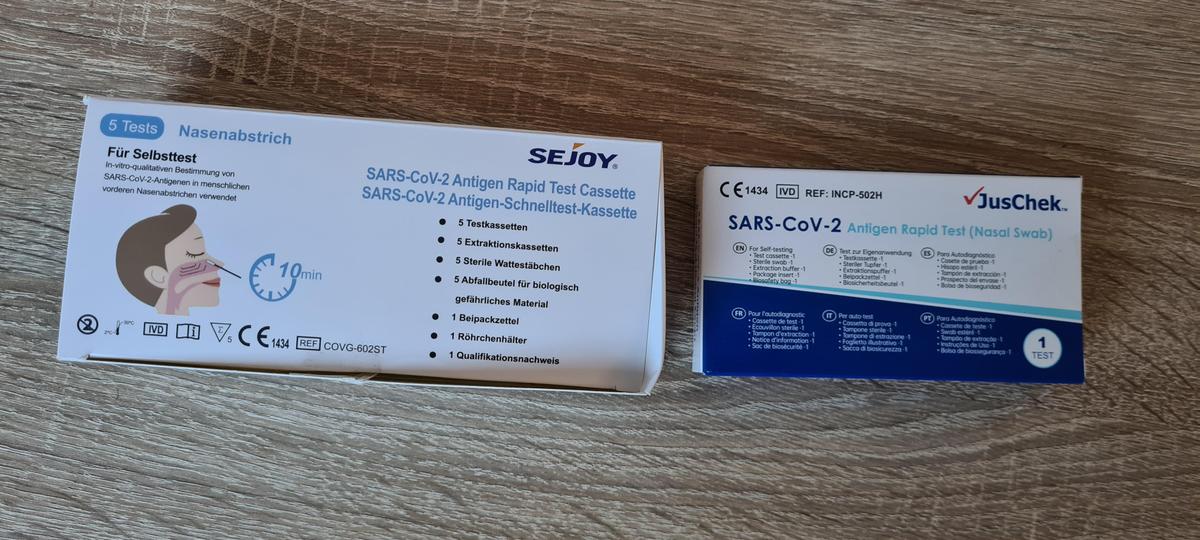 5 Tests
Nasenabstrich
Für Selbsttest
In-vitro-qualitativen Bestimmung von
SARS-CoV-2-Antigenen in menschlichen
vorderen Nasenabstrichen verwendet
10min
2°C
30°C
IVD
Σ
5
CE 1434
REF COVG-602ST
SEJOY®
SARS-CoV-2 Antigen Rapid Test Cassette
SARS-CoV-2 Antigen-Schnelltest-Kassette
● 5 Testkassetten
● 5 Extraktionskassetten
● 5 Sterile Wattestäbchen
● 5 Abfallbeutel für biologisch
gefährliches Material
● 1 Beipackzettel
● 1 Röhrchenhälter
● 1 Qualifikationsnachweis
CE 1434 IVD REF: INCP-502H
JusChek™
SARS-CoV-2 Antigen Rapid Test (Nasal Swab)
EN For Self-testing
• Test cassette -1
• Sterile swab -1
• Extraction buffer -1
• Package insert -1
• Biosafety bag -1
DE Test zur Eigenanwendung
• Testkassette -1
• Steriler Tupfer -1
• Extraktionspuffer -1
• Beipackzettel -1
• Biosicherheitsbeutel -1
ES Para Autodiagnóstico
• Casete de prueba -1
• Hisopo estéril -1
• Tampón de extracción -1
• Prospecto del envase -1
• Bolsa de bioseguridad -1
FR Pour l'autodiagnostic
• Cassette de test -1
• Ecouvillon sterile -1
• Tampon d'extraction -1
• Notice d'information -1
• Sac de biosécurité -1
IT Per auto-test
• Cassetta di prova -1
• Tampone sterile -1
• Tampone di estrazione -1
• Foglietto illustrativo -1
• Sacca di biosicurezza -1
PT Para Autodiagnóstico
• Cassete de teste -1
• Swab estéril -1
• Tampão de extração -1
• Instruções de Uso -1
• Bolsa de biossegurança -1
1
TEST